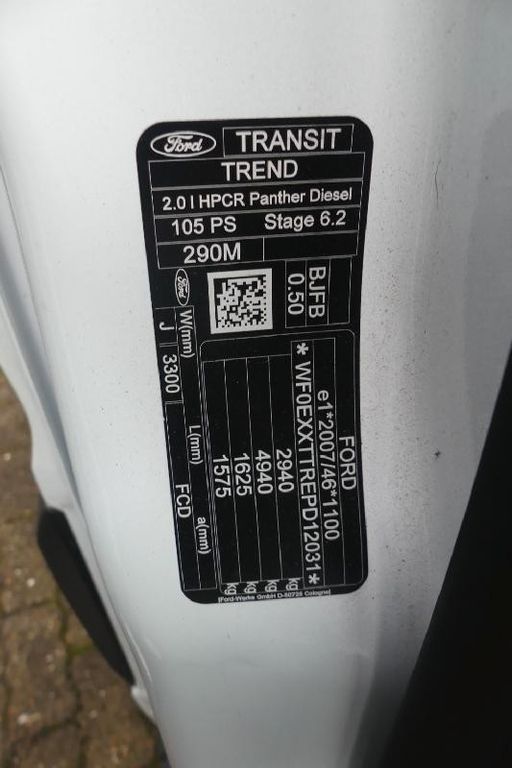 Ford TRANSIT
TREND
2.0 l HPCR Panther Diesel
105 PS Stage 6.2
290M
Ford
BJFB
0.50
FORD
e1*2007/46*1100
* WF0EXXTTREPD12031*
2940 kg
4940 kg
1625 kg
1575 kg
W(mm) L(mm) a(mm)
J 3300 FCD
Ford-Werke GmbH D-50725 Cologne